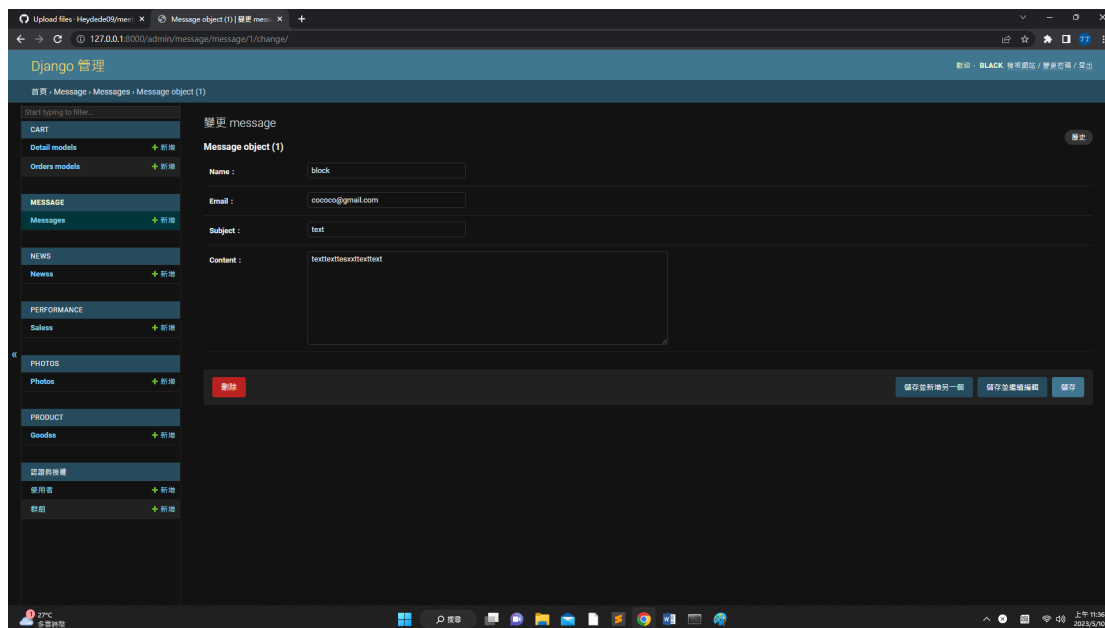 Upload files · Heydede09/meet
Message object (1) | 變更 mess
127.0.0.1:8000/admin/message/message/1/change/
TT
Django 管理
歡迎， BLACK. 檢視網站 / 變更密碼 / 登出
首頁 › Message › Messages › Message object (1)
Start typing to filter...
CART
Detail models
新增
Orders models
新增
MESSAGE
Messages
新增
NEWS
Newss
新增
PERFORMANCE
Saless
新增
PHOTOS
Photos
新增
PRODUCT
Goodss
新增
認證與授權
使用者
新增
群組
新增
變更 message
歷史
Message object (1)
Name :
block
Email :
cococo@gmail.com
Subject :
text
Content :
texttexttesxxttexttext
刪除
儲存並新增另一個
儲存並繼續編輯
儲存
1
27°C
多雲時陰
搜尋
上午 11:36
2023/5/10